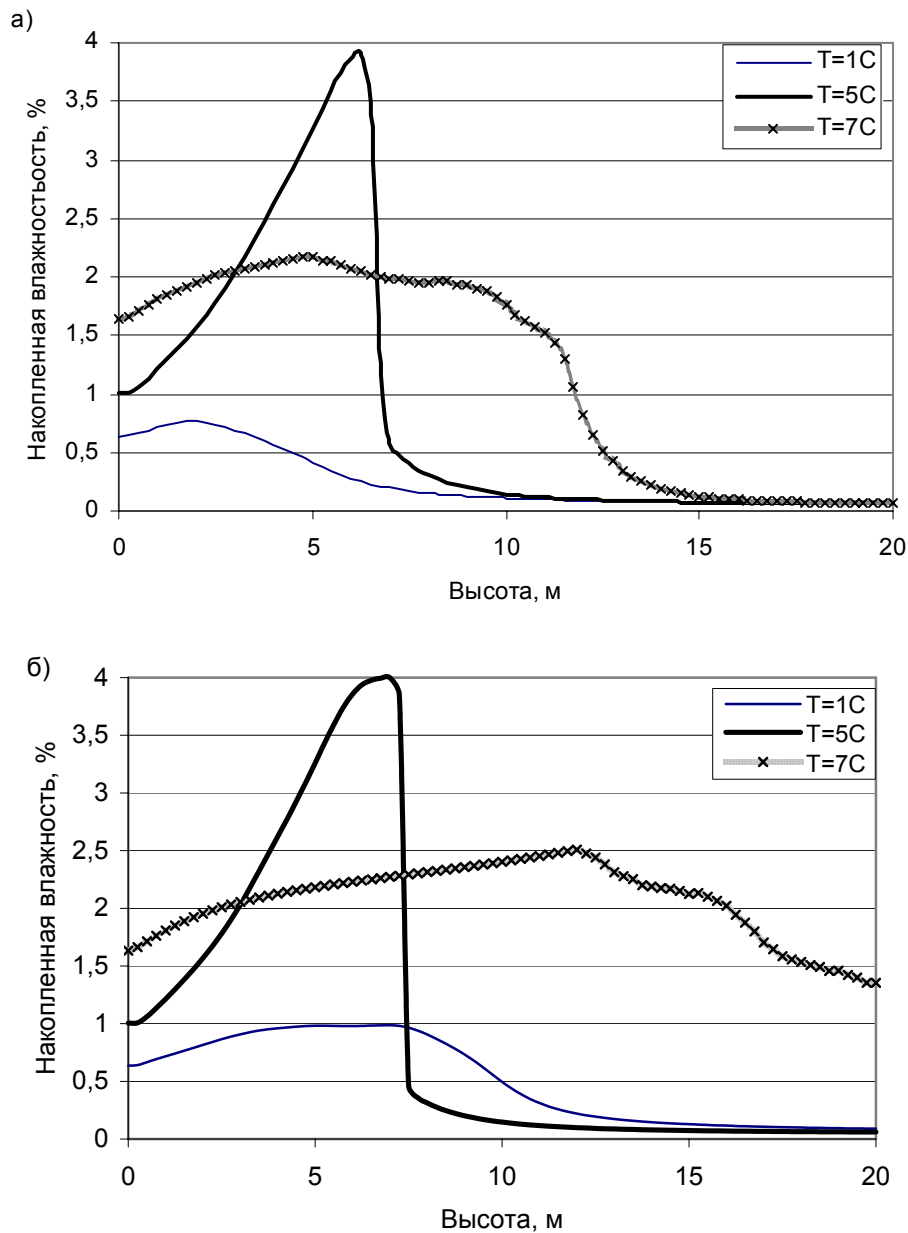 а)
Накопленная влажностьость, %
4
3,5
3
2,5
2
1,5
1
0,5
0
0 5 10 15 20
Высота, м
T=1C
T=5C
T=7C
б)
Накопленная влажность, %
4
3,5
3
2,5
2
1,5
1
0,5
0
0 5 10 15 20
Высота, м
T=1C
T=5C
T=7C